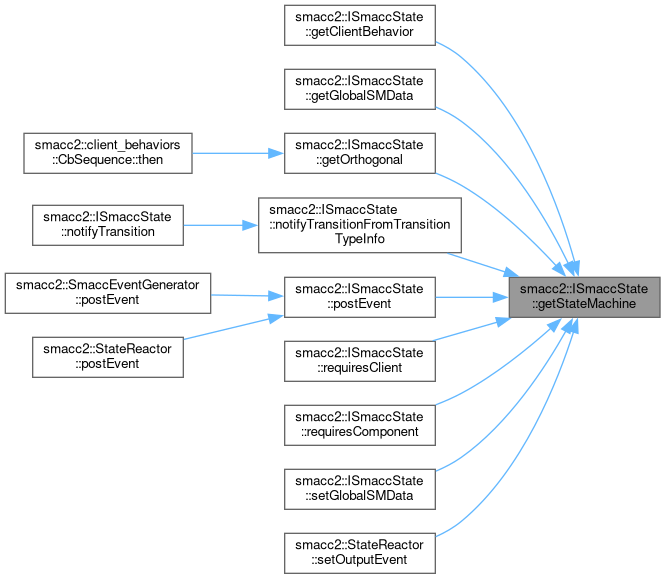 smacc2::ISmaccState
::getClientBehavior
smacc2::ISmaccState
::getGlobalSMData
smacc2::client_behaviors
::CbSequence::then
smacc2::ISmaccState
::getOrthogonal
smacc2::ISmaccState
::notifyTransition
smacc2::ISmaccState
::notifyTransitionFromTransition
TypeInfo
smacc2::SmaccEventGenerator
::postEvent
smacc2::ISmaccState
::postEvent
smacc2::ISmaccState
::getStateMachine
smacc2::StateReactor
::postEvent
smacc2::ISmaccState
::requiresClient
smacc2::ISmaccState
::requiresComponent
smacc2::ISmaccState
::setGlobalSMData
smacc2::StateReactor
::setOutputEvent